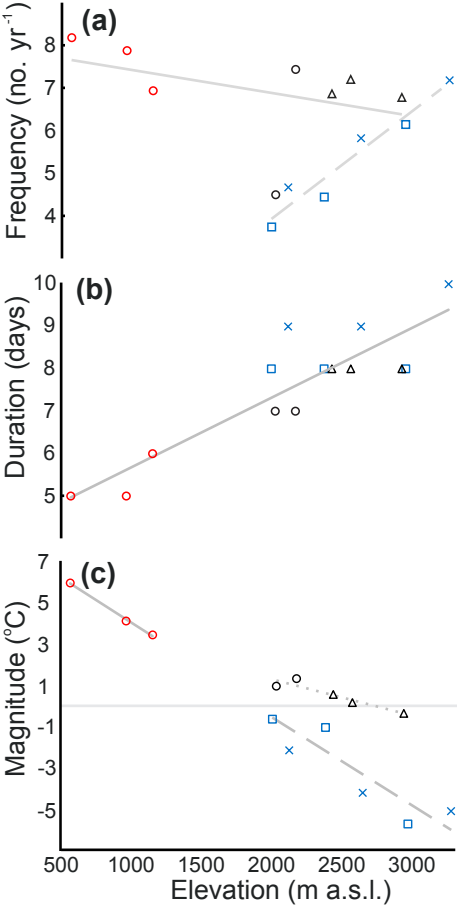 (a)
Frequency (no. yr⁻¹)
8
7
6
5
4
(b)
Duration (days)
10
9
8
7
6
5
(c)
Magnitude (°C)
7
5
3
1
-1
-3
-5
500 1000 2000 2500 3000
Elevation (m a.s.l.)